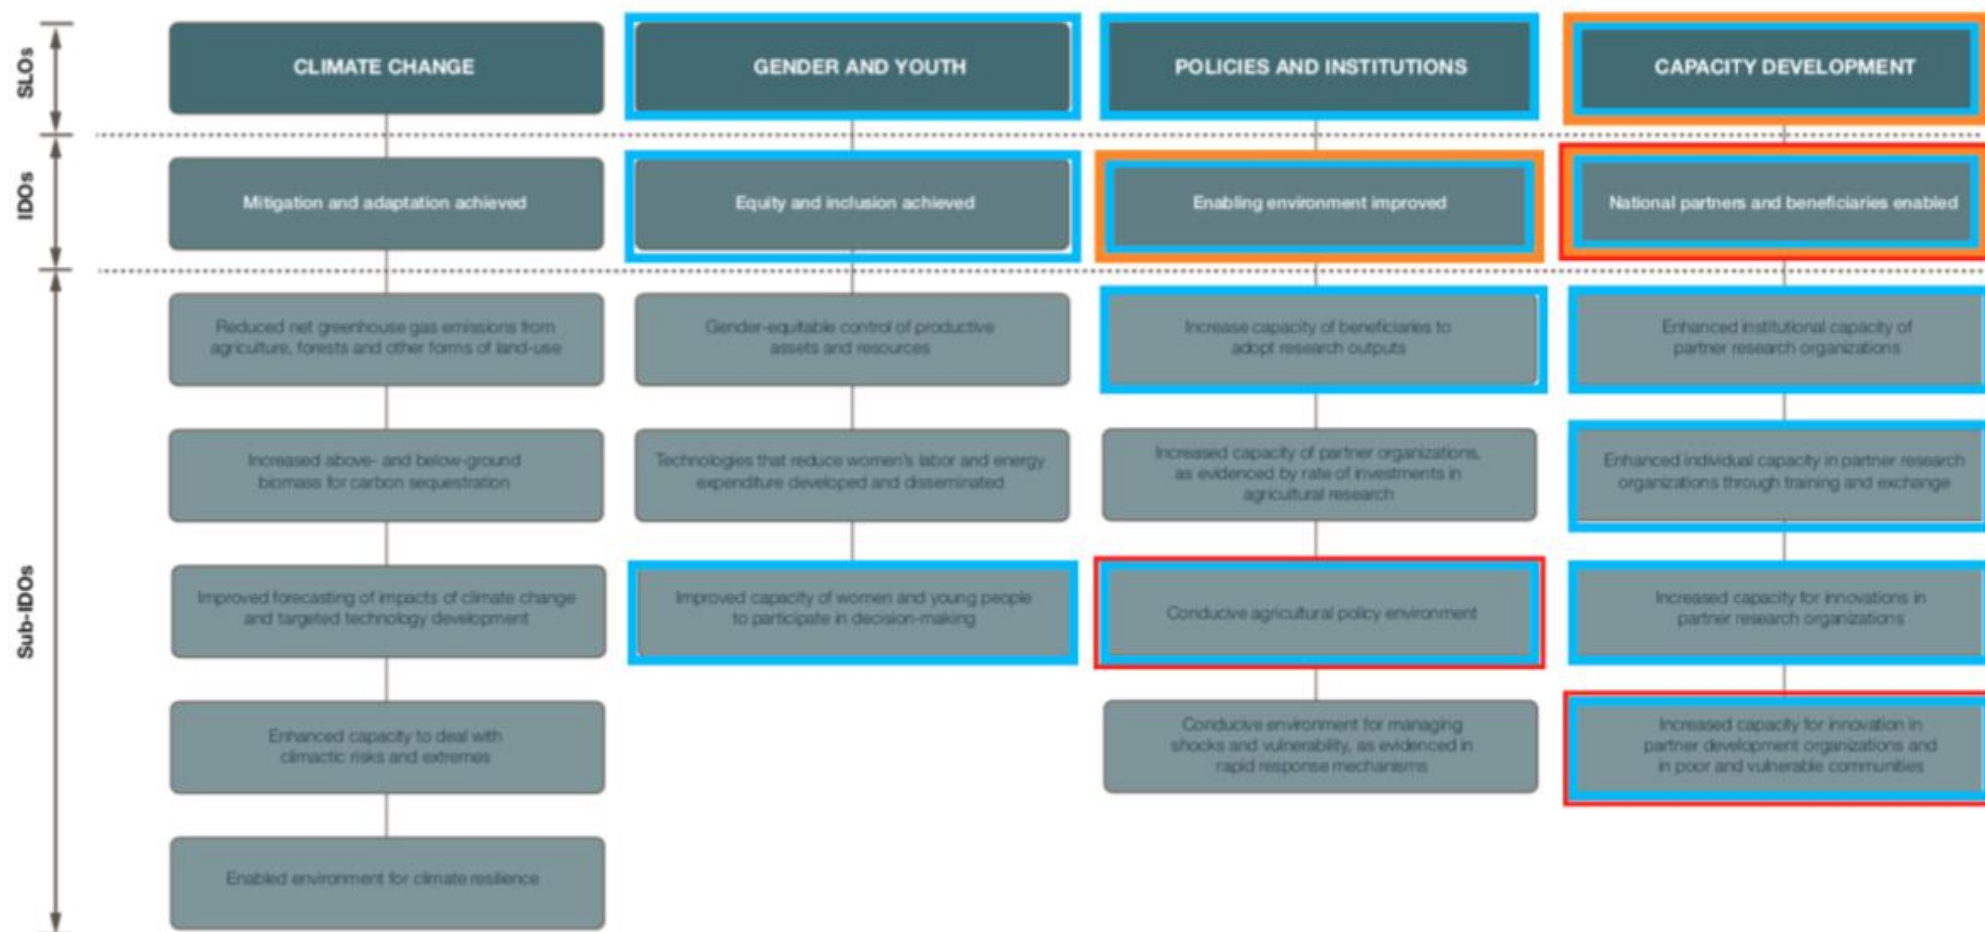 SLOs
CLIMATE CHANGE
GENDER AND YOUTH
POLICIES AND INSTITUTIONS
CAPACITY DEVELOPMENT
IDOs
Mitigation and adaptation achieved
Equity and inclusion achieved
Enabling environment improved
National partners and beneficiaries enabled
Sub-IDOs
Reduced net greenhouse gas emissions from
agriculture, forests and other forms of land-use
Gender-equitable control of productive
assets and resources
Increase capacity of beneficiaries to
adopt research outputs
Enhanced institutional capacity of
partner research organizations
Increased above- and below-ground
biomass for carbon sequestration
Technologies that reduce women's labor and energy
expenditure developed and disseminated
Increased capacity of partner organizations,
as evidenced by rate of investments in
agricultural research
Enhanced individual capacity in partner research
organizations through training and exchange
Improved forecasting of impacts of climate change
and targeted technology development
Improved capacity of women and young people
to participate in decision-making
Conducive agricultural policy environment
Increased capacity for innovations in
partner research organizations
Enhanced capacity to deal with
climactic risks and extremes
Conducive environment for managing
shocks and vulnerability, as evidenced in
rapid response mechanisms
Increased capacity for innovation in
partner development organizations and
in poor and vulnerable communities
Enabled environment for climate resilience